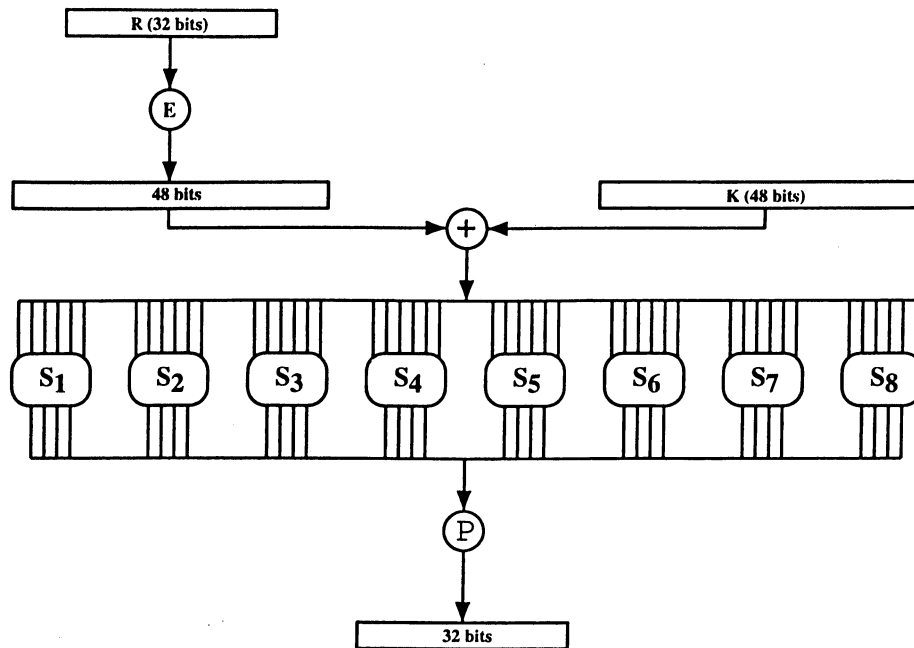 R (32 bits)
E
48 bits
K (48 bits)
+
S1 S2 S3 S4 S5 S6 S7 S8
P
32 bits